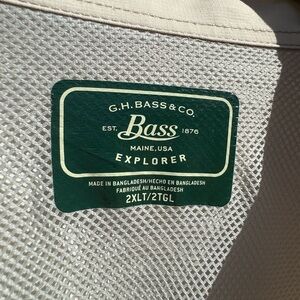 G.H. BASS & CO.
EST. Bass 1876
MAINE, USA
EXPLORER
MADE IN BANGLADESH/HECHO EN BANGLADESH
FABRIQUÉ AU BANGLADESH
2XLT/2TGL